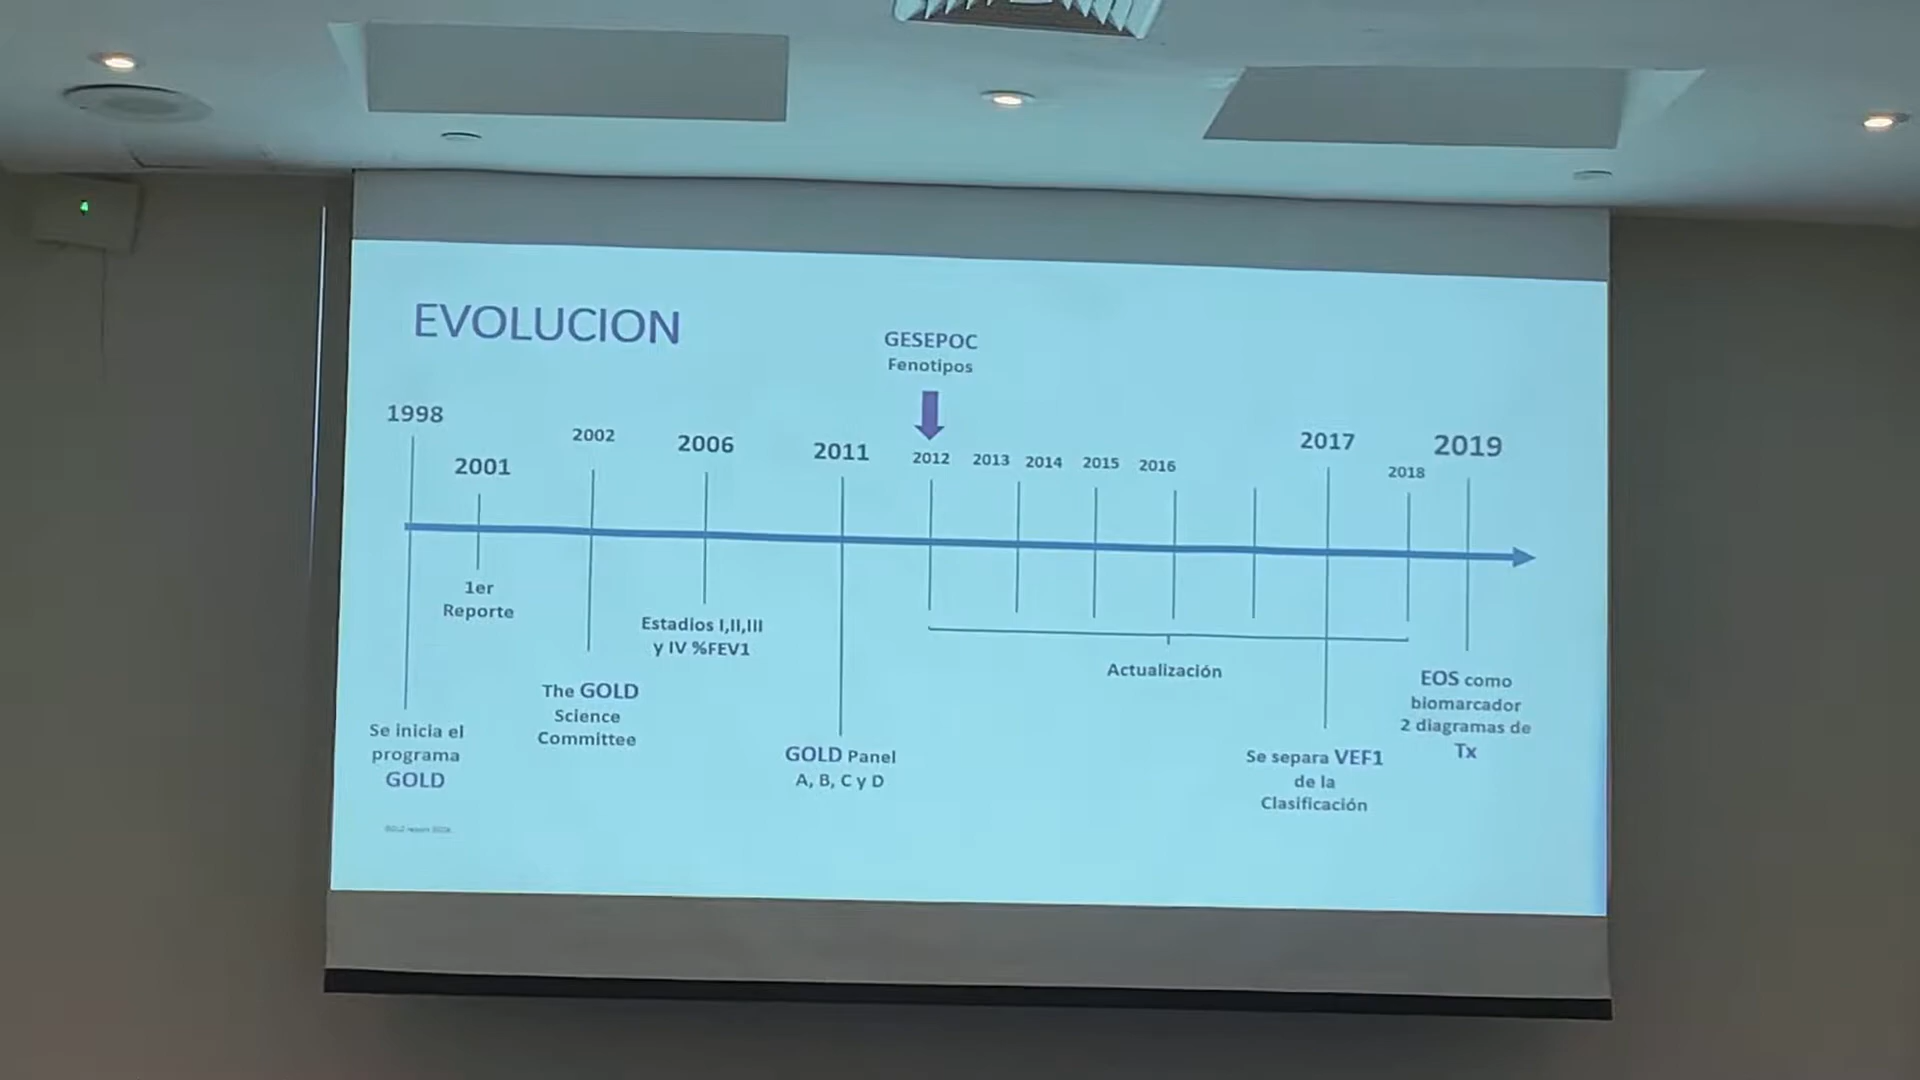 EVOLUCION
GESEPOC
Fenotipos
1998
2001
2002
2006
2011
2012
2013
2014
2015
2016
2017
2018
2019
1er
Reporte
Estadios I,II,III
y IV %FEV1
Actualización
The GOLD
Science
Committee
EOS como
biomarcador
2 diagramas de
Tx
Se inicia el
programa
GOLD
GOLD Panel
A, B, C y D
Se separa VEF1
de la
Clasificación